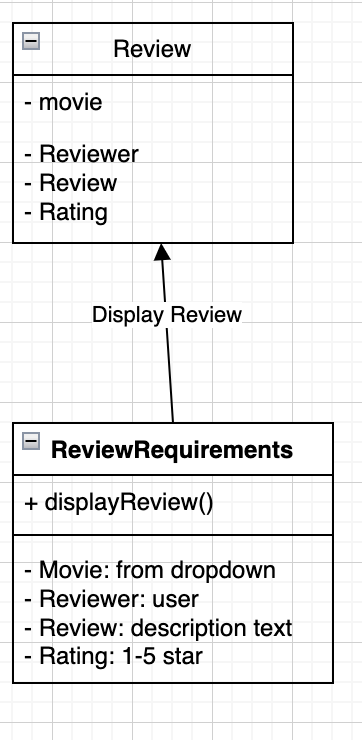 Review
- movie
- Reviewer
- Review
- Rating
Display Review
ReviewRequirements
+ displayReview()
- Movie: from dropdown
- Reviewer: user
- Review: description text
- Rating: 1-5 star